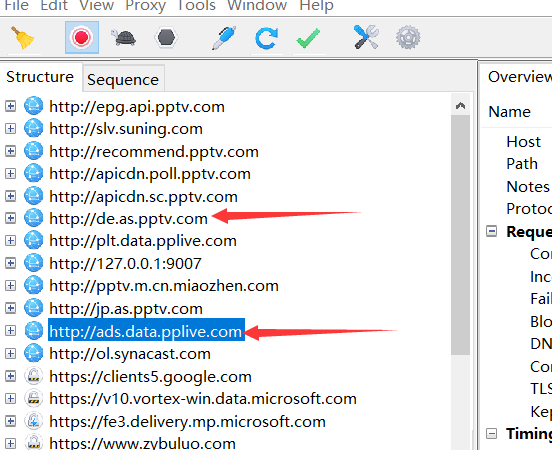 File Edit View Proxy Tools Window Help
Structure
Sequence
http://epg.api.pptv.com
http://slv.suning.com
http://recommend.pptv.com
http://apicdn.poll.pptv.com
http://apicdn.sc.pptv.com
http://de.as.pptv.com
http://plt.data.pplive.com
http://127.0.0.1:9007
http://pptv.m.cn.miaozhen.com
http://jp.as.pptv.com
http://ads.data.pplive.com
http://ol.synacast.com
https://clients5.google.com
https://v10.vortex-win.data.microsoft.com
https://fe3.delivery.mp.microsoft.com
https://www.zybuluo.com
Overview
Name
Host
Path
Notes
Protoc
Reque
Con
Inco
Fail
Blo
DN
Con
TLS
Kep
Timing